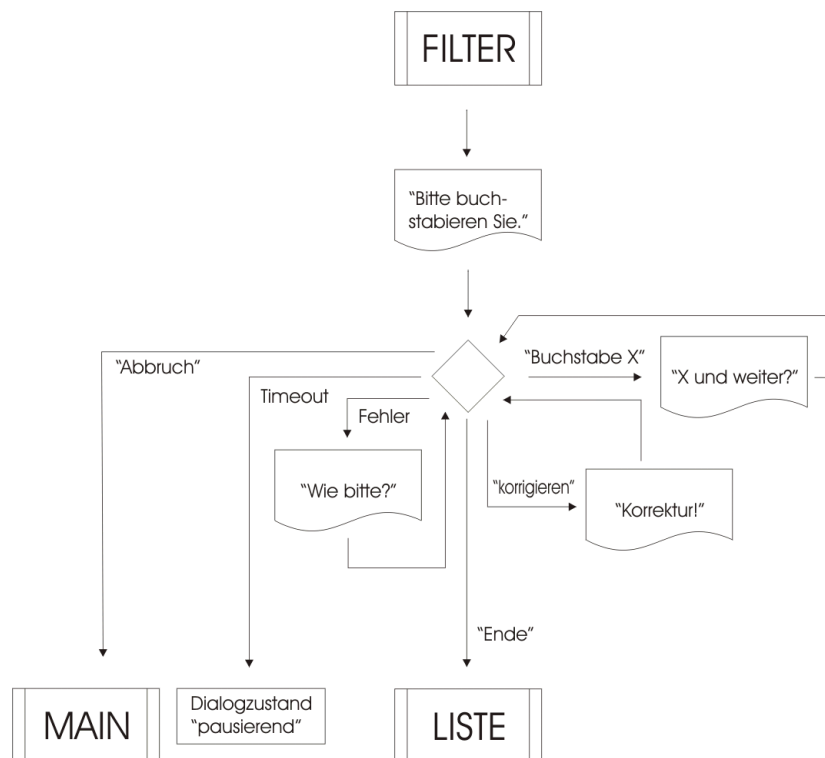 FILTER
“Bitte buch-
stabieren Sie.”
“Abbruch”
“Buchstabe X”
“X und weiter?”
Timeout
Fehler
“Wie bitte?”
“korrigieren”
“Korrektur!”
“Ende”
MAIN
Dialogzustand
“pausierend”
LISTE